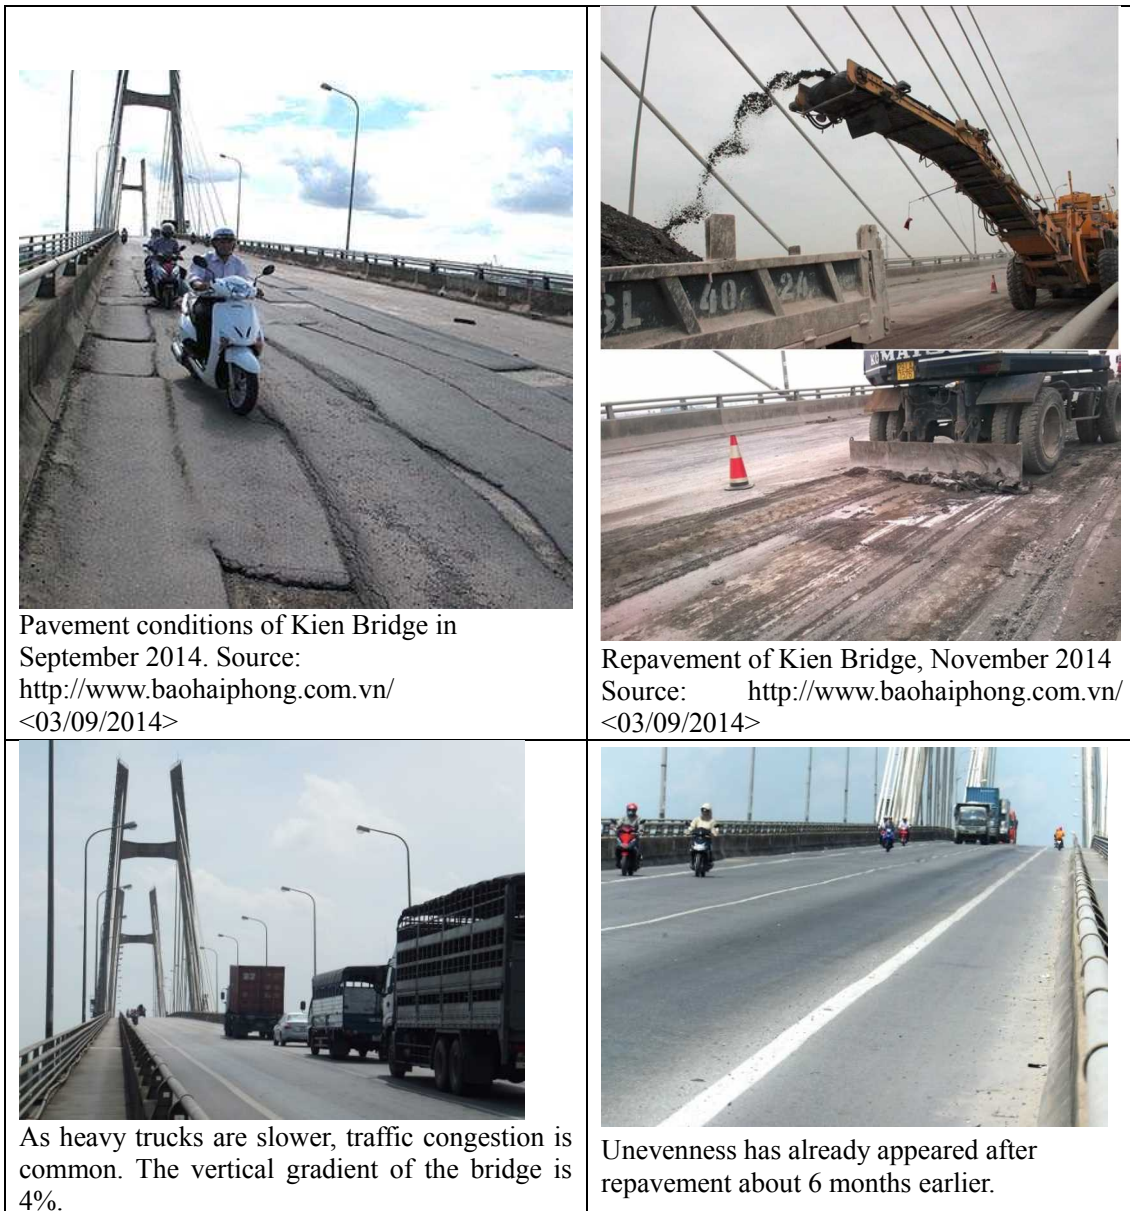 Pavement conditions of Kien Bridge in
September 2014. Source:
http://www.baohaiphong.com.vn/
<03/09/2014>
40
24
KOMATSU
Repavement of Kien Bridge, November 2014
Source: http://www.baohaiphong.com.vn/
<03/09/2014>
As heavy trucks are slower, traffic congestion is
common. The vertical gradient of the bridge is
4%.
Unevenness has already appeared after
repavement about 6 months earlier.